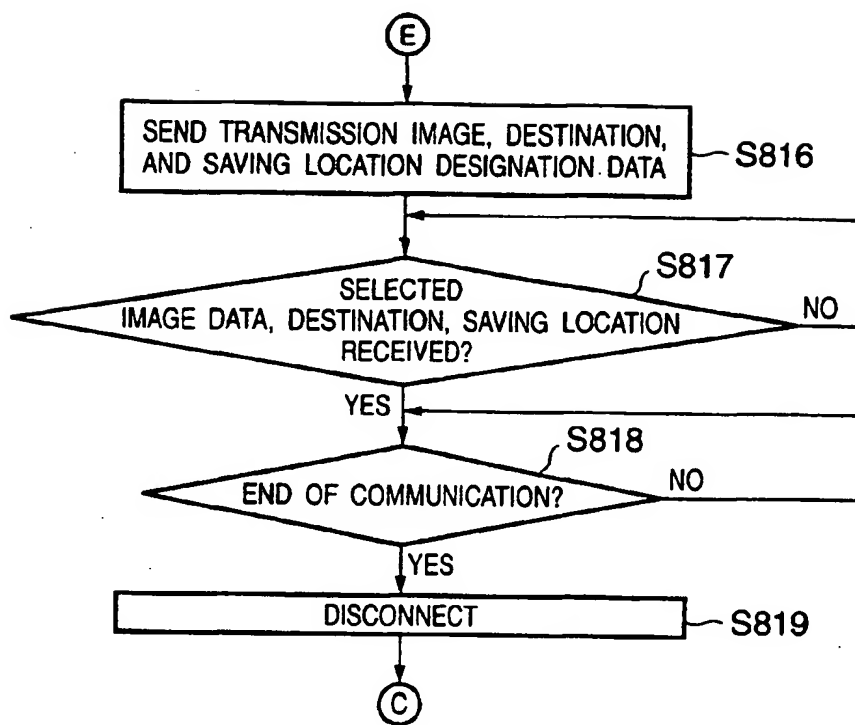 E
SEND TRANSMISSION IMAGE, DESTINATION,
AND SAVING LOCATION DESIGNATION DATA
S816
S817
SELECTED
IMAGE DATA, DESTINATION, SAVING LOCATION
RECEIVED?
NO
YES
S818
END OF COMMUNICATION?
NO
YES
DISCONNECT
S819
C